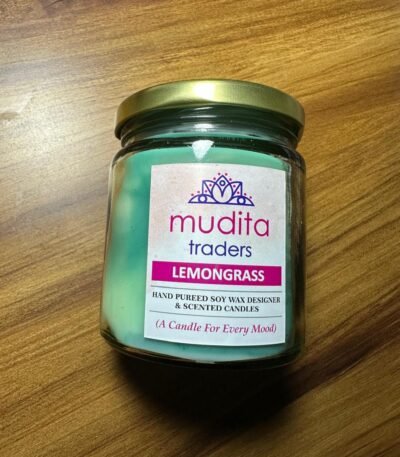 mudita
traders
LEMONGRASS
HAND PUREED SOY WAX DESIGNER
& SCENTED CANDLES
(A Candle For Every Mood)